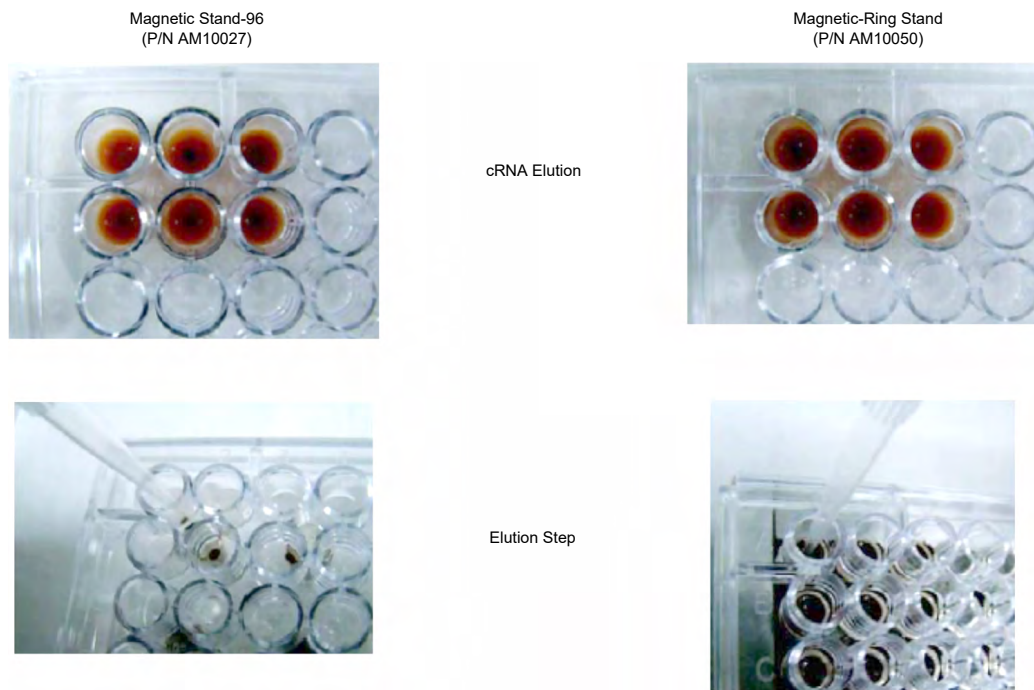 Magnetic Stand-96
(P/N AM10027)
Magnetic-Ring Stand
(P/N AM10050)
cRNA Elution
Elution Step
C